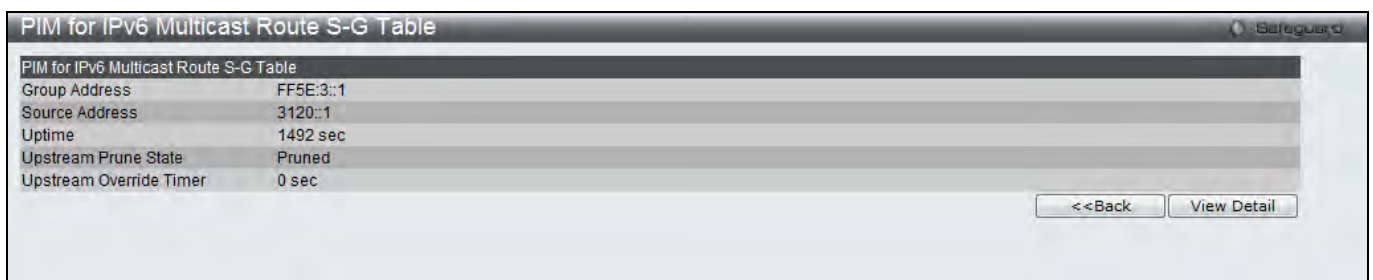 PIM for IPv6 Multicast Route S-G Table
Safeguard
PIM for IPv6 Multicast Route S-G Table
Group Address FF5E:3::1
Source Address 3120::1
Uptime 1492 sec
Upstream Prune State Pruned
Upstream Override Timer 0 sec
<<Back View Detail